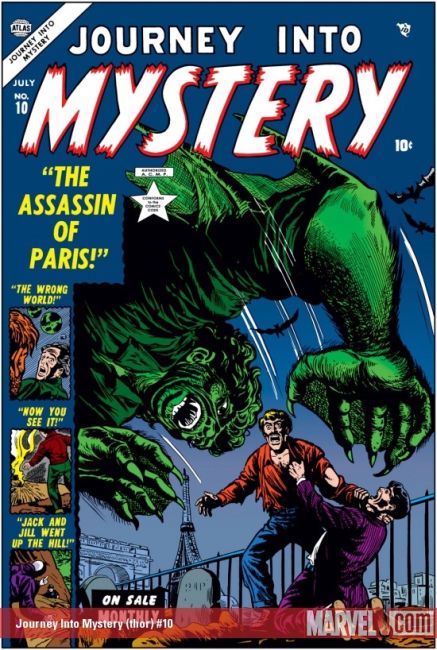 ATLAS
JOURNEY INTO
MYSTERY
JOURNEY INTO
MYSTERY
JULY
NO.
10
10¢
AUTHORIZED
A.C.M.P.
CONFORMS
to the
COMICS
CODE
"THE
ASSASSIN
OF
PARIS!"
"THE WRONG
WORLD!"
"NOW YOU
SEE IT!"
"JACK AND
JILL WENT
UP THE HILL!"
ON SALE
MONTHLY
Journey Into Mystery (thor) #10
MARVEL.com